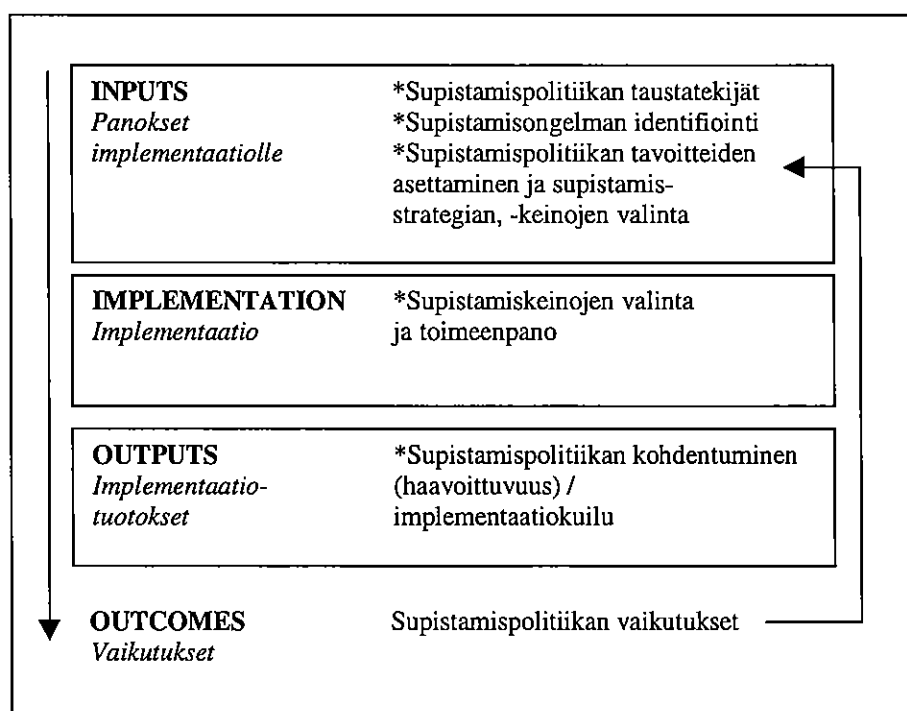 INPUTS
Panokset
implementaatiolle
*Supistamispolitiikan taustatekijät
*Supistamisongelman identifiointi
*Supistamispolitiikan tavoitteiden
asettaminen ja supistamis-
strategian, -keinojen valinta
IMPLEMENTATION
Implementaatio
*Supistamiskeinojen valinta
ja toimeenpano
OUTPUTS
Implementaatio-
tuotokset
*Supistamispolitiikan kohdentuminen
(haavoittuvuus) /
implementaatiokuilu
OUTCOMES
Vaikutukset
Supistamispolitiikan vaikutukset